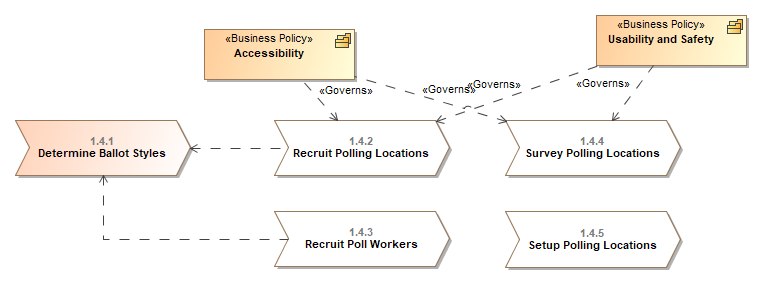 «Business Policy»
Accessibility
«Business Policy»
Usability and Safety
«Governs»
«Governs»
«Governs»
«Governs»
1.4.1
Determine Ballot Styles
1.4.2
Recruit Polling Locations
1.4.4
Survey Polling Locations
1.4.3
Recruit Poll Workers
1.4.5
Setup Polling Locations